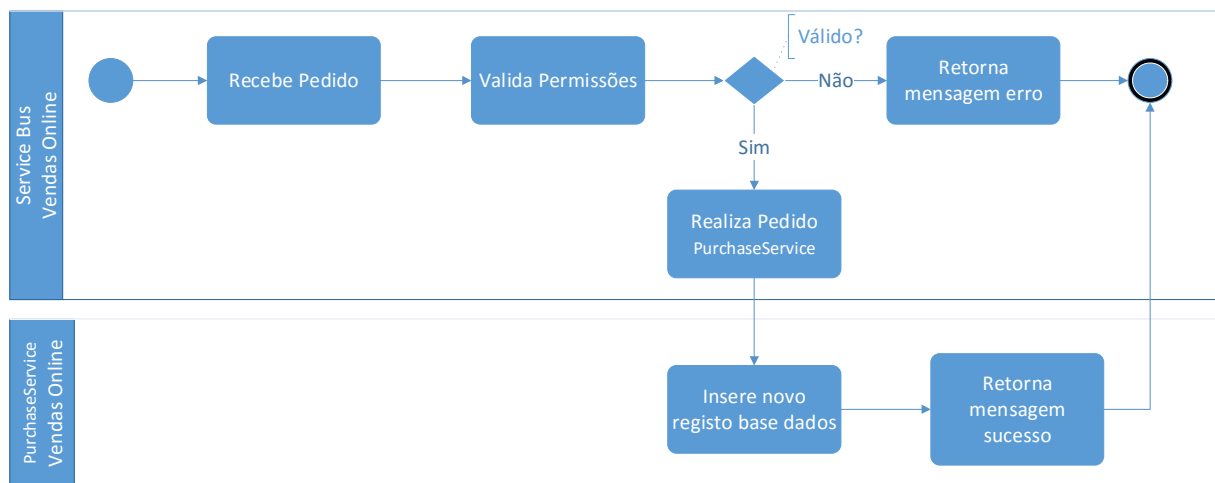 Service Bus
Vendas Online
Recebe Pedido
Valida Permissões
Válido?
Não
Retorna
mensagem erro
Sim
Realiza Pedido
PurchaseService
PurchaseService
Vendas Online
Insere novo
registo base dados
Retorna
mensagem
sucesso